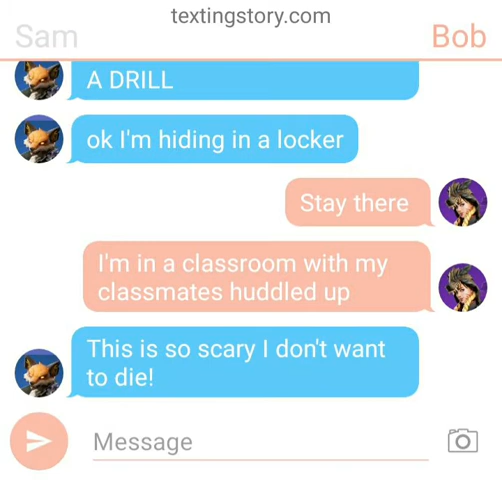 textingstory.com
Sam
Bob
A DRILL
ok I'm hiding in a locker
Stay there
I'm in a classroom with my
classmates huddled up
This is so scary I don't want
to die!
Message